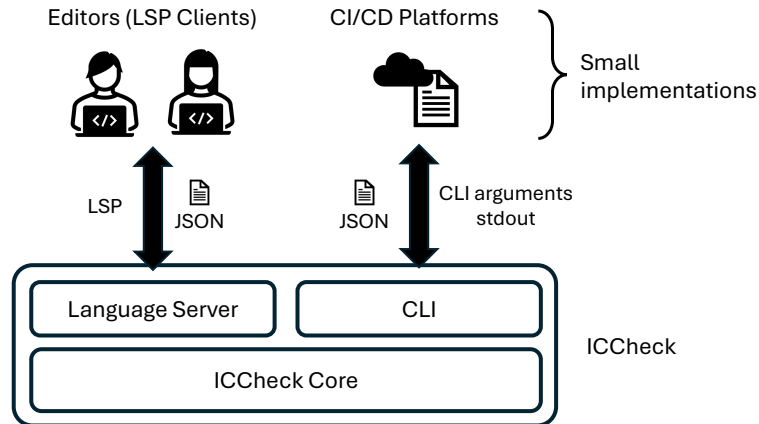 Editors (LSP Clients)
CI/CD Platforms
Small
implementations
</>
</>
LSP
JSON
JSON
CLI arguments
stdout
Language Server
CLI
ICCheck
ICCheck Core